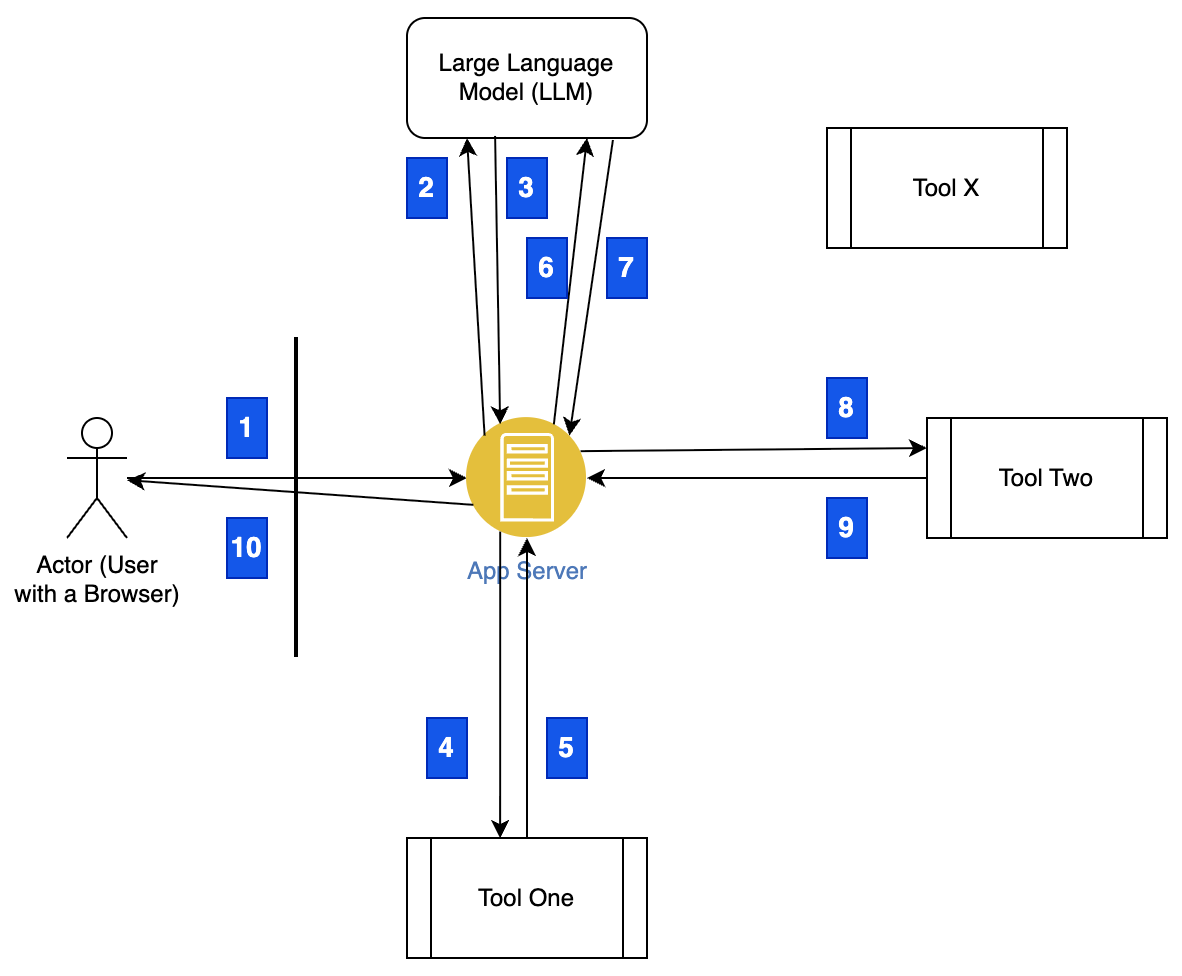 Large Language
Model (LLM)
2
3
Tool X
6
7
1
8
Tool Two
9
10
Actor (User
with a Browser)
App Server
4
5
Tool One